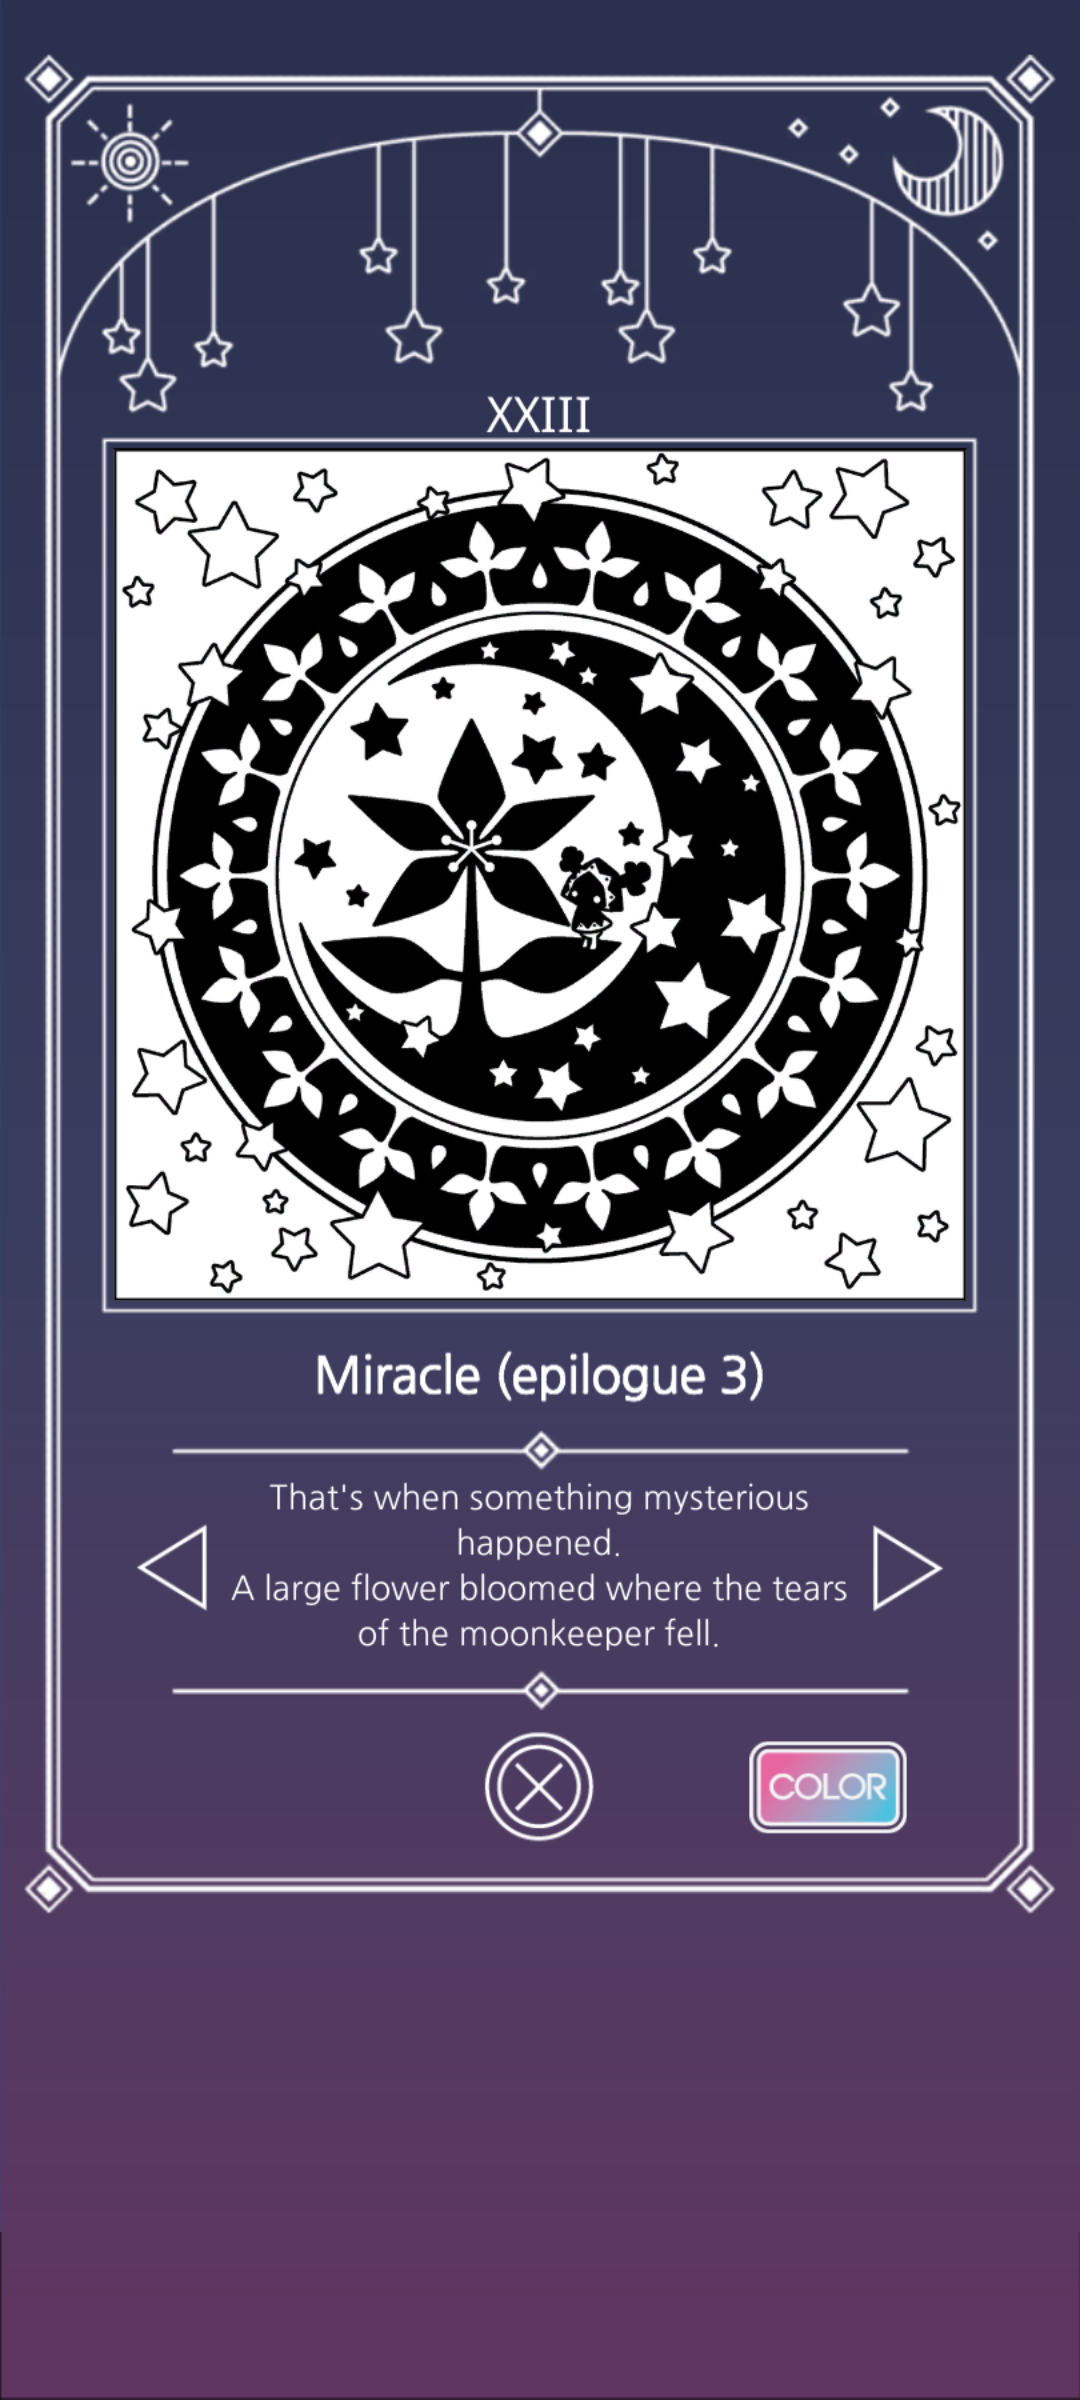 XXIII
Miracle (epilogue 3)
That's when something mysterious
happened.
A large flower bloomed where the tears
of the moonkeeper fell.
COLOR